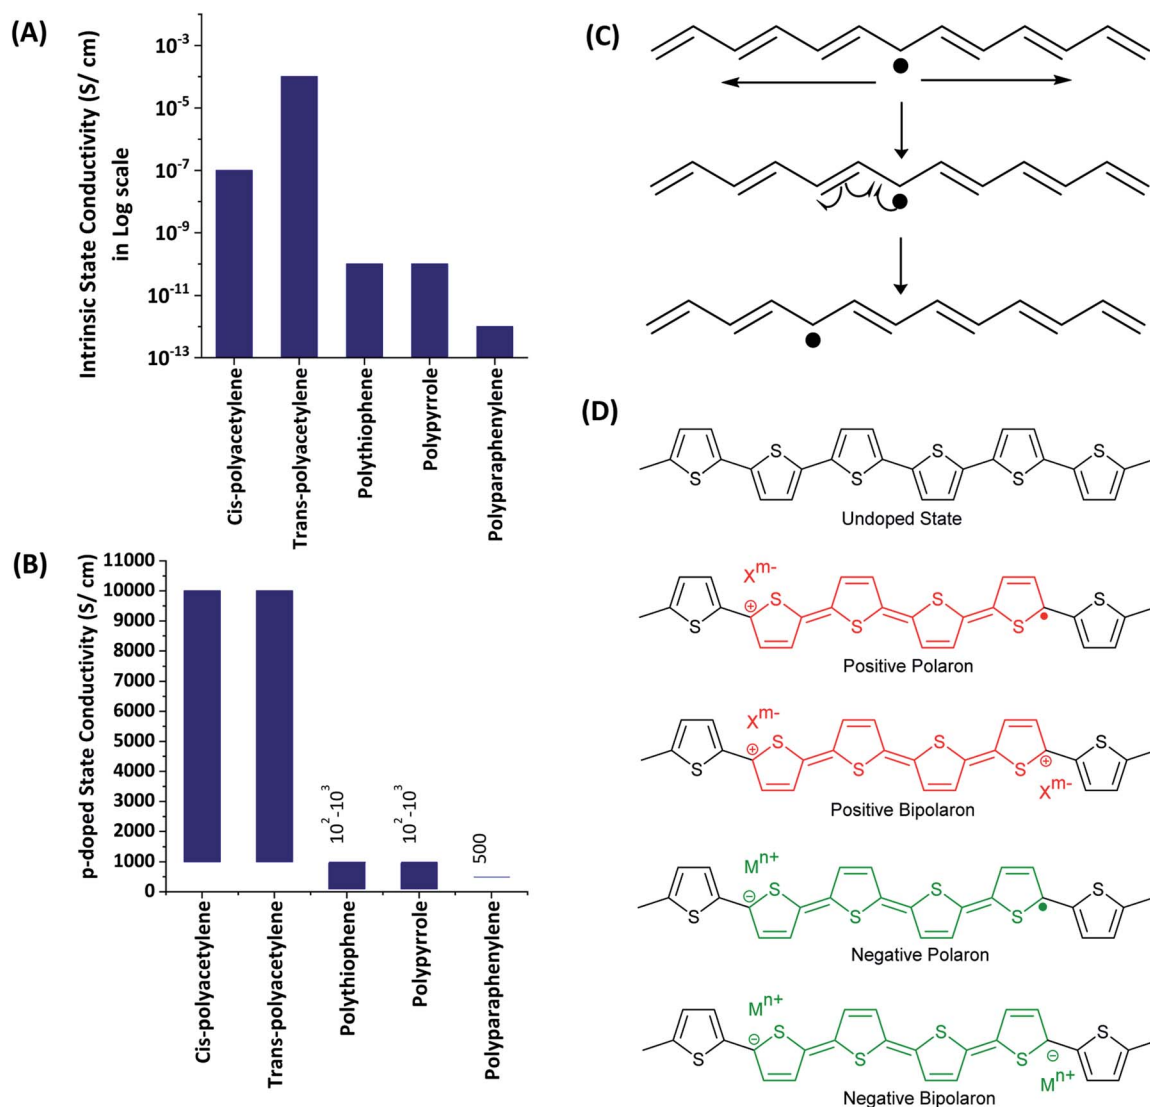 (A)
Intrinsic State Conductivity (S/ cm)
in Log scale
10⁻³
10⁻⁵
10⁻⁷
10⁻⁹
10⁻¹¹
10⁻¹³
Cis-polyacetylene
Trans-polyacetylene
Polythiophene
Polypyrrole
Polyparaphenylene
(B)
p-doped State Conductivity (S/ cm)
11000
10000
9000
8000
7000
6000
5000
4000
3000
2000
1000
0
10²-10³
10²-10³
500
Cis-polyacetylene
Trans-polyacetylene
Polythiophene
Polypyrrole
Polyparaphenylene
(C)
(D)
S S S
S S S
Undoped State
Xᵐ⁻
⊕ S S S
S S S
Positive Polaron
Xᵐ⁻
⊕ S S S
S S S ⊕
Xᵐ⁻
Positive Bipolaron
Mⁿ⁺
⊖ S S S
S S S
Negative Polaron
Mⁿ⁺
⊖ S S S
S S S ⊖
Mⁿ⁺
Negative Bipolaron